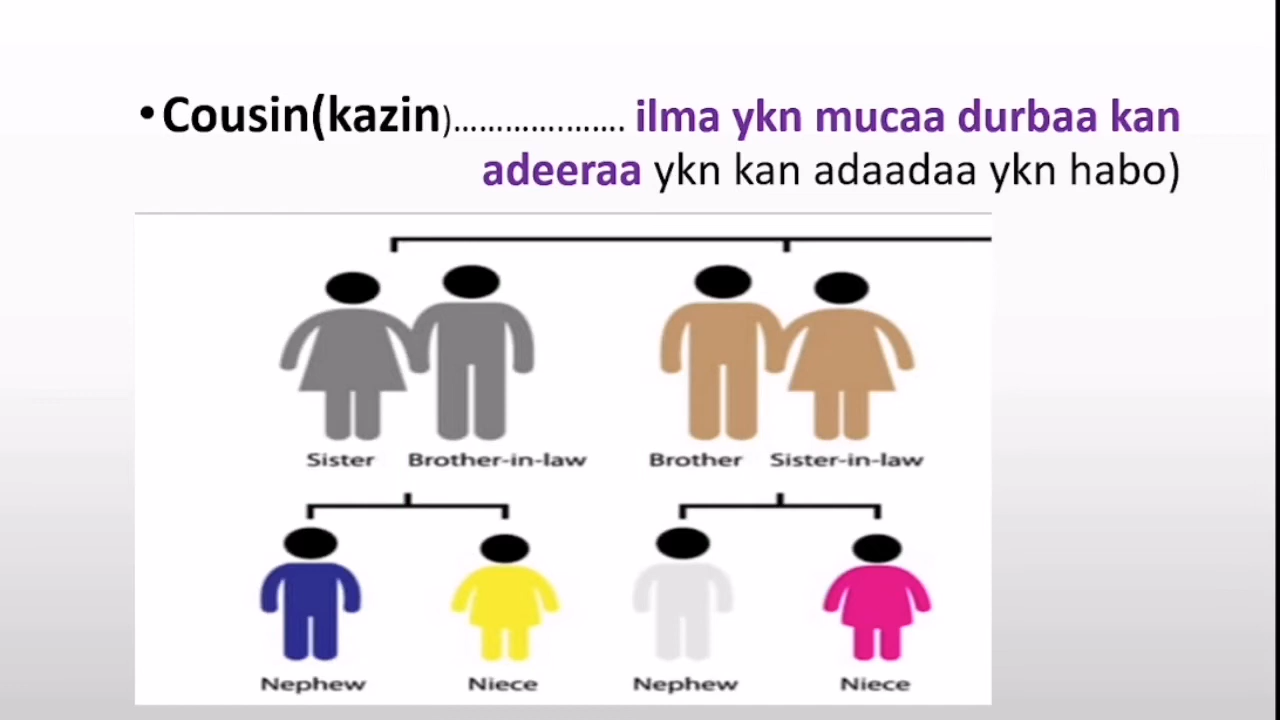 •Cousin(kazin)………….……. ilma ykn mucaa durbaa kan
adeeraa ykn kan adaadaa ykn habo)
Sister Brother-in-law Brother Sister-in-law
Nephew Niece Nephew Niece